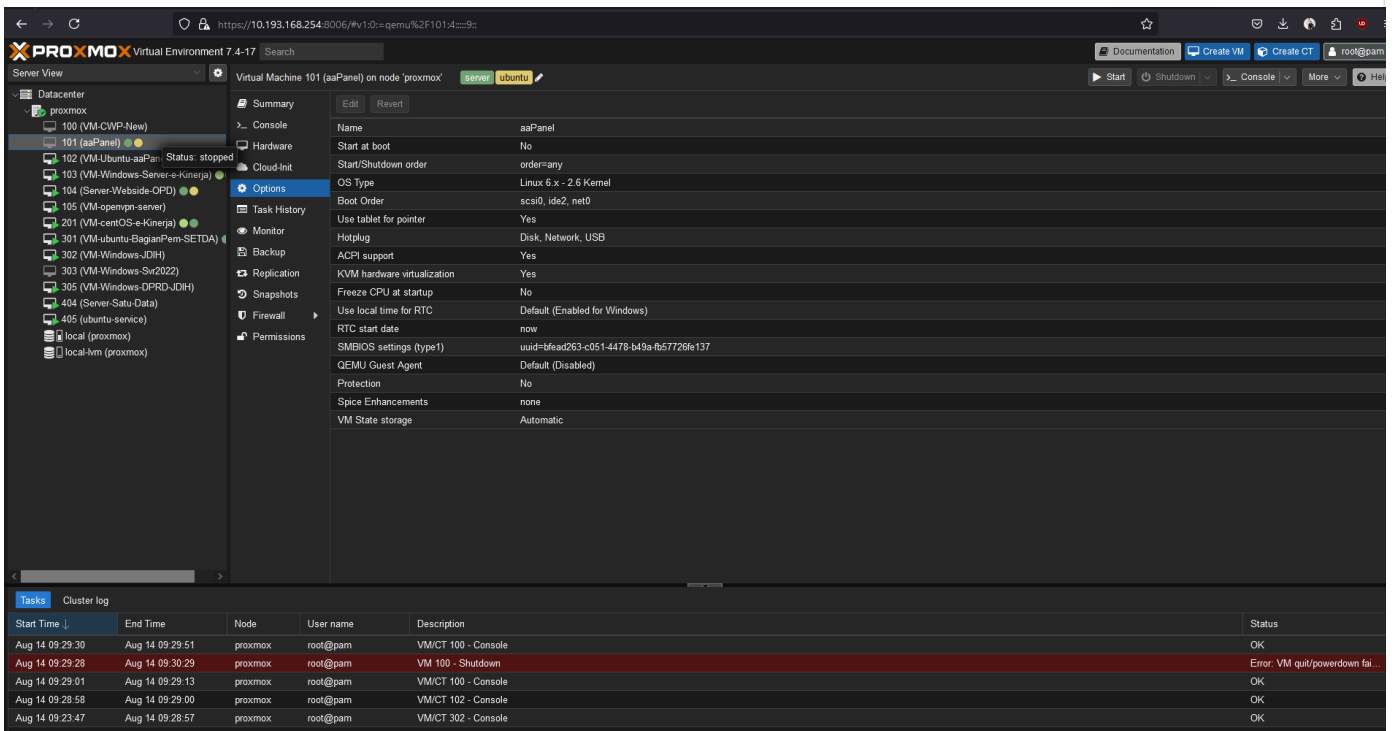 https://10.193.168.254:8006/#v1:0:=qemu%2F101:4:::::9::
PROXMOX Virtual Environment 7.4-17 Search Documentation Create VM Create CT root@pam
Server View Virtual Machine 101 (aaPanel) on node 'proxmox' server ubuntu Start Shutdown Console More Hel
Datacenter
proxmox
100 (VM-CWP-New)
101 (aaPanel)
102 (VM-Ubuntu-aaPan
Status: stopped
103 (VM-Windows-Server-e-Kinerja)
104 (Server-Webside-OPD)
105 (VM-openvpn-server)
201 (VM-centOS-e-Kinerja)
301 (VM-ubuntu-BagianPem-SETDA)
302 (VM-Windows-JDIH)
303 (VM-Windows-Svr2022)
305 (VM-Windows-DPRD-JDIH)
404 (Server-Satu-Data)
405 (ubuntu-service)
local (proxmox)
local-lvm (proxmox)
Summary
Console
Hardware
Cloud-Init
Options
Task History
Monitor
Backup
Replication
Snapshots
Firewall
Permissions
Edit Revert
Name aaPanel
Start at boot No
Start/Shutdown order order=any
OS Type Linux 6.x - 2.6 Kernel
Boot Order scsi0, ide2, net0
Use tablet for pointer Yes
Hotplug Disk, Network, USB
ACPI support Yes
KVM hardware virtualization Yes
Freeze CPU at startup No
Use local time for RTC Default (Enabled for Windows)
RTC start date now
SMBIOS settings (type1) uuid=bfead263-c051-4478-b49a-fb57726fe137
QEMU Guest Agent Default (Disabled)
Protection No
Spice Enhancements none
VM State storage Automatic
Tasks Cluster log
Start Time ↓ End Time Node User name Description Status
Aug 14 09:29:30 Aug 14 09:29:51 proxmox root@pam VM/CT 100 - Console OK
Aug 14 09:29:28 Aug 14 09:30:29 proxmox root@pam VM 100 - Shutdown Error: VM quit/powerdown fai...
Aug 14 09:29:01 Aug 14 09:29:13 proxmox root@pam VM/CT 100 - Console OK
Aug 14 09:28:58 Aug 14 09:29:00 proxmox root@pam VM/CT 102 - Console OK
Aug 14 09:23:47 Aug 14 09:28:57 proxmox root@pam VM/CT 302 - Console OK